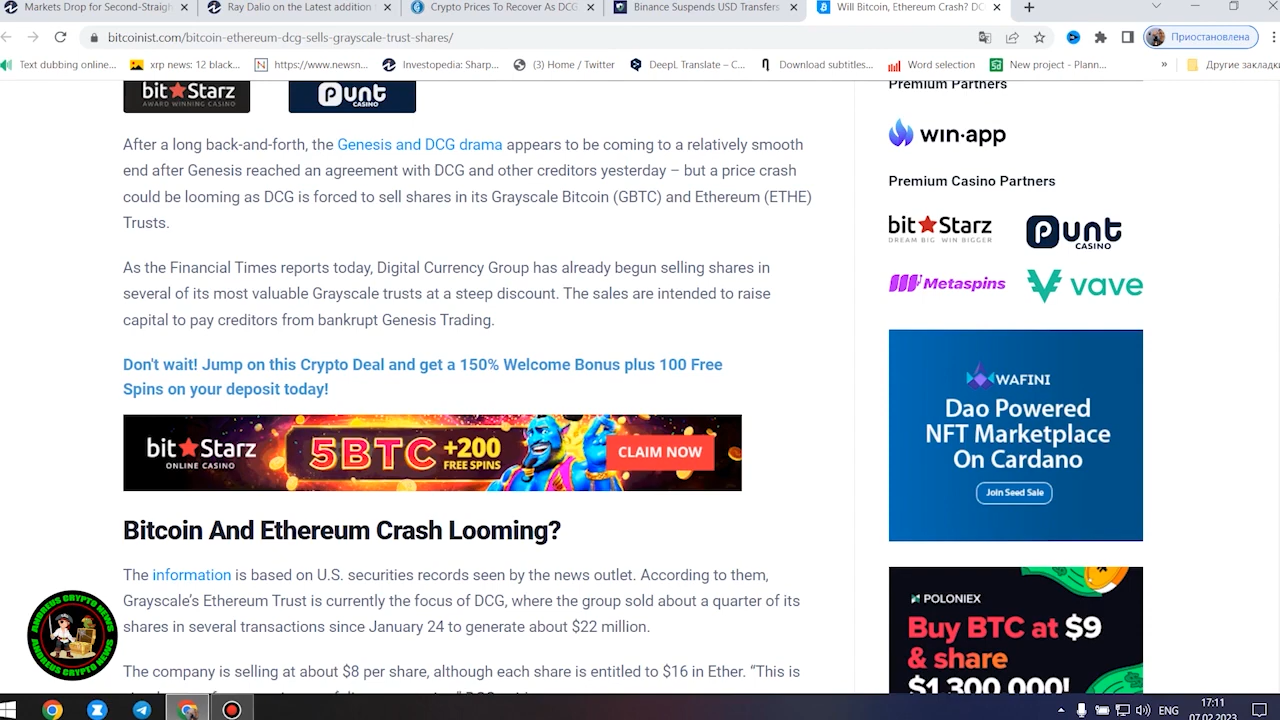 Markets Drop for Second-Straigh
Ray Dalio on the Latest addition
Crypto Prices To Recover As DCG
Binance Suspends USD Transfers
Will Bitcoin, Ethereum Crash? DC
bitcoinist.com/bitcoin-ethereum-dcg-sells-grayscale-trust-shares/
Приостановлена
Text dubbing online...
xrp news: 12 black...
https://www.newsn...
Investopedia: Sharp...
(3) Home / Twitter
DeepL Translate – C...
Download subtitles...
Word selection
New project - Plann...
»
Другие закладки
bit Starz
AWARD WINNING CASINO
Punt
CASINO
After a long back-and-forth, the Genesis and DCG drama appears to be coming to a relatively smooth
end after Genesis reached an agreement with DCG and other creditors yesterday – but a price crash
could be looming as DCG is forced to sell shares in its Grayscale Bitcoin (GBTC) and Ethereum (ETHE)
Trusts.
As the Financial Times reports today, Digital Currency Group has already begun selling shares in
several of its most valuable Grayscale trusts at a steep discount. The sales are intended to raise
capital to pay creditors from bankrupt Genesis Trading.
Don't wait! Jump on this Crypto Deal and get a 150% Welcome Bonus plus 100 Free
Spins on your deposit today!
bit Starz
ONLINE CASINO
5BTC +200
FREE SPINS
CLAIM NOW
Bitcoin And Ethereum Crash Looming?
The information is based on U.S. securities records seen by the news outlet. According to them,
Grayscale's Ethereum Trust is currently the focus of DCG, where the group sold about a quarter of its
shares in several transactions since January 24 to generate about $22 million.
The company is selling at about $8 per share, although each share is entitled to $16 in Ether. “This is
Premium Partners
win·app
Premium Casino Partners
bit Starz
DREAM BIG WIN BIGGER
Punt
CASINO
Metaspins
vave
WAFINI
Dao Powered
NFT Marketplace
On Cardano
Join Seed Sale
POLONIEX
Buy BTC at $9
& share
$1,300,000!
ANDREUS CRYPTO NEWS
ANDREUS CRYPTO NEWS
ENG
17:11
07.02.2023